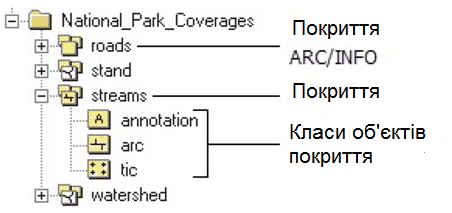 National_Park_Coverages
Покриття
roads
ARC/INFO
stand
streams
Покриття
annotation
arc
Класи об'єктів
покриття
tic
watershed